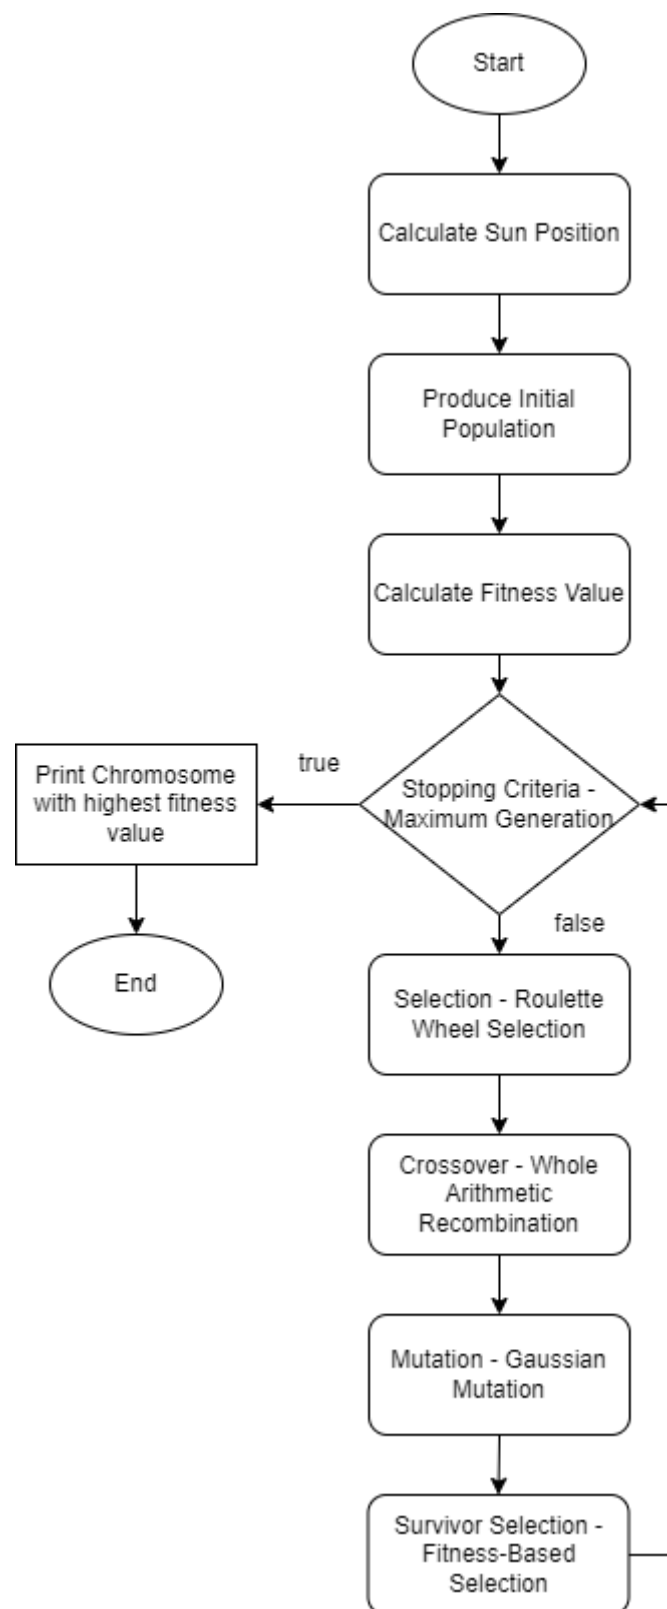 Start
Calculate Sun Position
Produce Initial
Population
Calculate Fitness Value
Stopping Criteria -
Maximum Generation
true
Print Chromosome
with highest fitness
value
End
false
Selection - Roulette
Wheel Selection
Crossover - Whole
Arithmetic
Recombination
Mutation - Gaussian
Mutation
Survivor Selection -
Fitness-Based
Selection